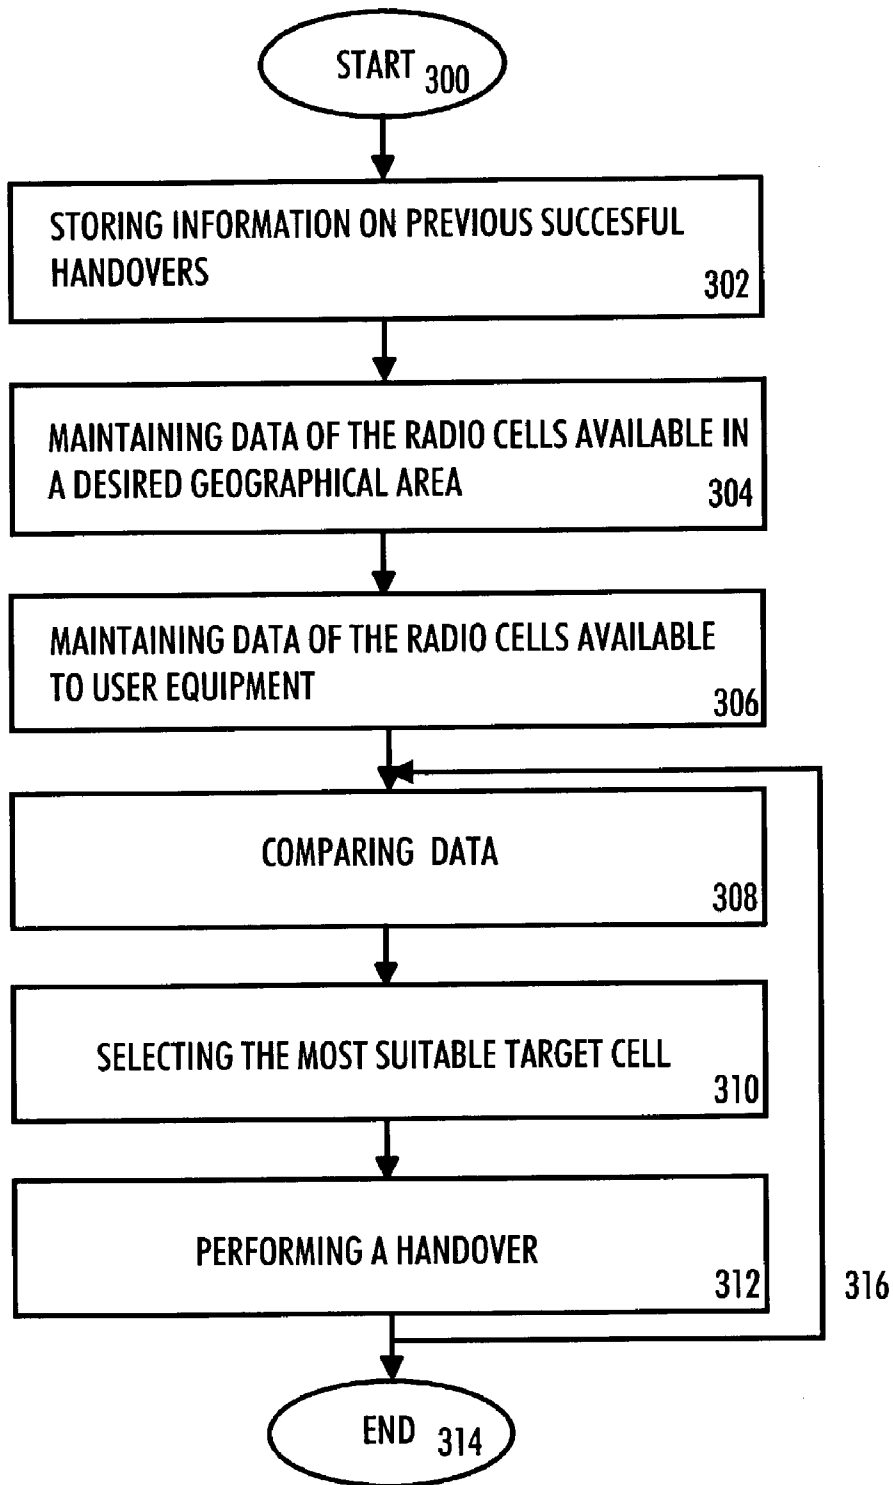 START 300
STORING INFORMATION ON PREVIOUS SUCCESFUL
HANDOVERS
302
MAINTAINING DATA OF THE RADIO CELLS AVAILABLE IN
A DESIRED GEOGRAPHICAL AREA
304
MAINTAINING DATA OF THE RADIO CELLS AVAILABLE
TO USER EQUIPMENT
306
COMPARING DATA
308
SELECTING THE MOST SUITABLE TARGET CELL
310
PERFORMING A HANDOVER
312
316
END 314